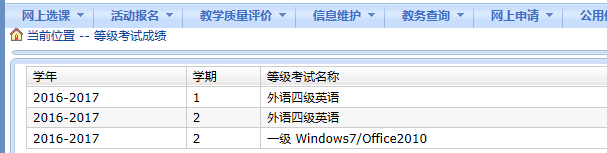 网上选课 活动报名 教学质量评价 信息维护 教务查询 网上申请 公用
当前位置 -- 等级考试成绩
学年 学期 等级考试名称
2016-2017 1 外语四级英语
2016-2017 2 外语四级英语
2016-2017 2 一级 Windows7/Office2010